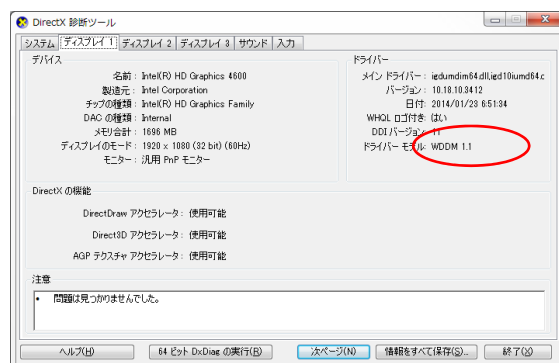 DirectX 診断ツール
システム ディスプレイ 1 ディスプレイ 2 ディスプレイ 3 サウンド 入力
デバイス
名前: Intel(R) HD Graphics 4600
製造元: Intel Corporation
チップの種類: Intel(R) HD Graphics Family
DAC の種類: Internal
メモリ合計: 1696 MB
ディスプレイのモード: 1920 x 1080 (32 bit) (60Hz)
モニター: 汎用 PnP モニター
ドライバー
メイン ドライバー: igdumdim64.dll,igd10iumd64.c
バージョン: 10.18.10.3412
日付: 2014/01/23 6:51:34
WHQL ロゴ付き: はい
DDI バージョン: 11
ドライバー モデル: WDDM 1.1
DirectX の機能
DirectDraw アクセラレータ: 使用可能
Direct3D アクセラレータ: 使用可能
AGP テクスチャ アクセラレータ: 使用可能
注意
• 問題は見つかりませんでした。
ヘルプ(H) 64 ビット DxDiag の実行(R) 次ページ(N) 情報をすべて保存(S)... 終了(X)